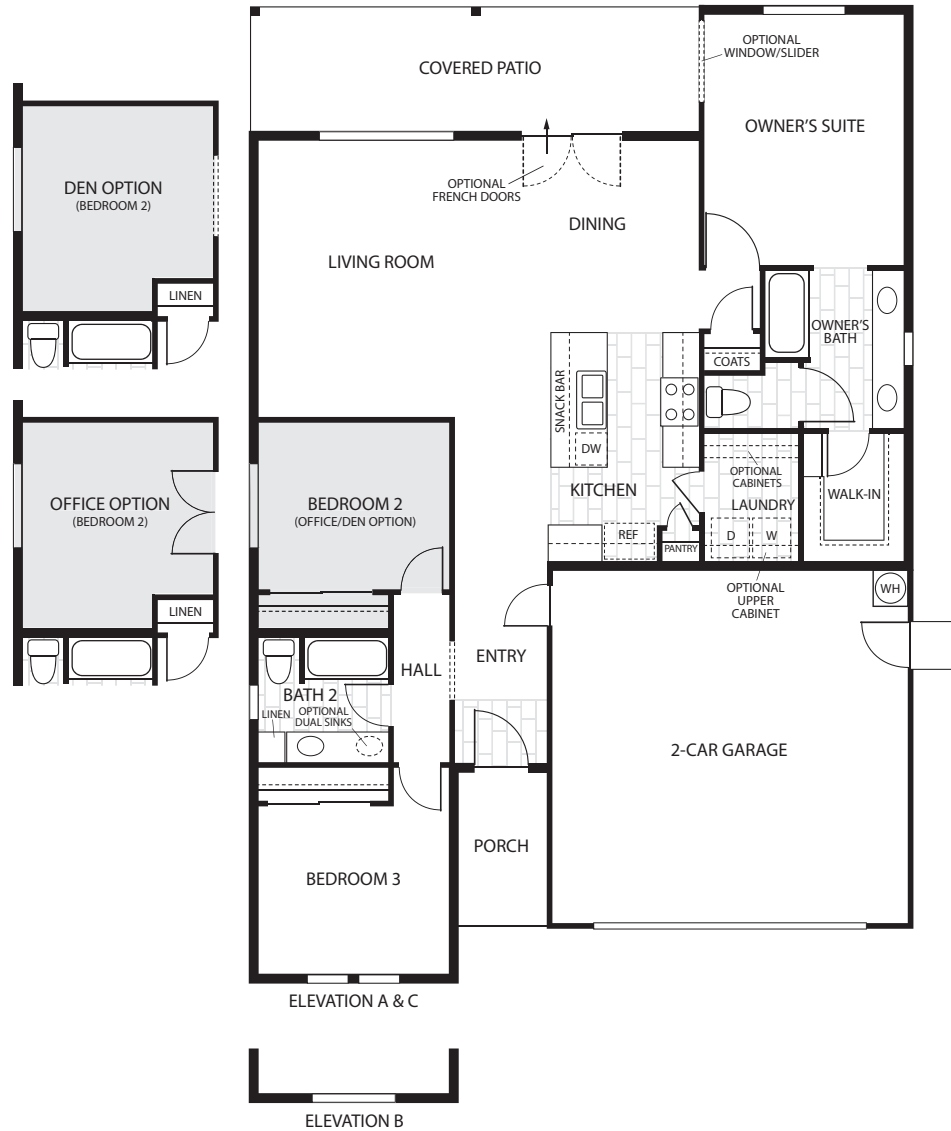 COVERED PATIO
OPTIONAL
WINDOW/SLIDER
OWNER'S SUITE
DEN OPTION
(BEDROOM 2)
LINEN
OPTIONAL
FRENCH DOORS
DINING
LIVING ROOM
OWNER'S
BATH
COATS
SNACK BAR
DW
KITCHEN
REF
PANTRY
OPTIONAL
CABINETS
LAUNDRY
D
W
WALK-IN
OPTIONAL
UPPER
CABINET
WH
OFFICE OPTION
(BEDROOM 2)
LINEN
BEDROOM 2
(OFFICE/DEN OPTION)
HALL
ENTRY
BATH 2
LINEN
OPTIONAL
DUAL SINKS
2-CAR GARAGE
PORCH
BEDROOM 3
ELEVATION A & C
ELEVATION B